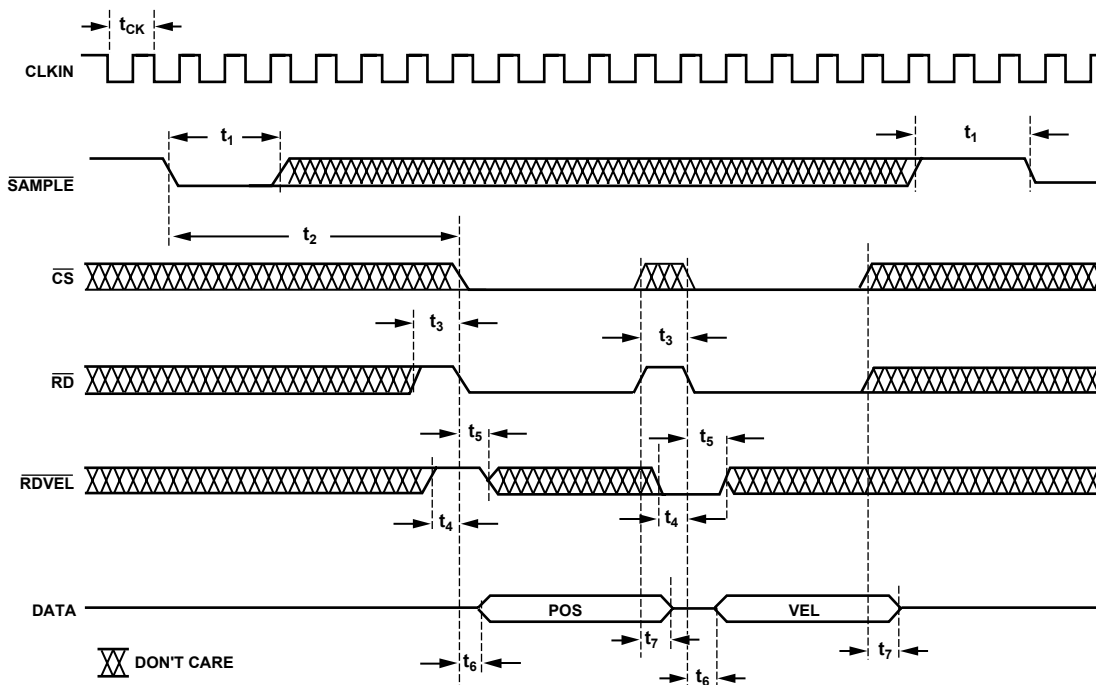 tCK
CLKIN
t1
t1
SAMPLE
t2
CS
t3
t3
RD
t5
t5
RDVEL
t4
t4
DATA
POS
VEL
t7
t7
DON'T CARE
t6
t6